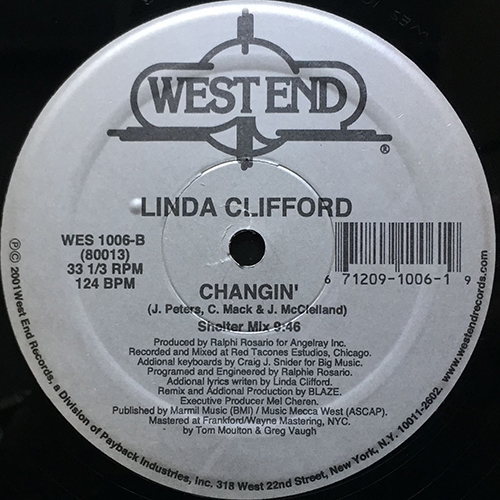 WEST END
®
LINDA CLIFFORD
WES 1006-B
(80013)
33 1/3 RPM
124 BPM
6 71209-1006-1 9
CHANGIN'
(J. Peters, C. Mack & J. McClelland)
Shelter Mix 9:46
Produced by Ralphi Rosario for Angelray Inc.
Recorded and Mixed at Red Tacones Estudios, Chicago.
Addional keyboards by Craig J. Snider for Big Music.
Programed and Engineered by Ralphie Rosario.
Addional lyrics writen by Linda Clifford.
Remix and Addional Production by BLAZE.
Executive Producer Mel Cheren.
Published by Marmil Music (BMI) / Music Mecca West (ASCAP).
Mastered at Frankford/Wayne Mastering, NYC.
by Tom Moulton & Greg Vaugh
℗© 2001 West End Records, a Division of Payback Industries, Inc. 318 West 22nd Street, New York, N.Y. 10011-2602. www.westendrecords.com